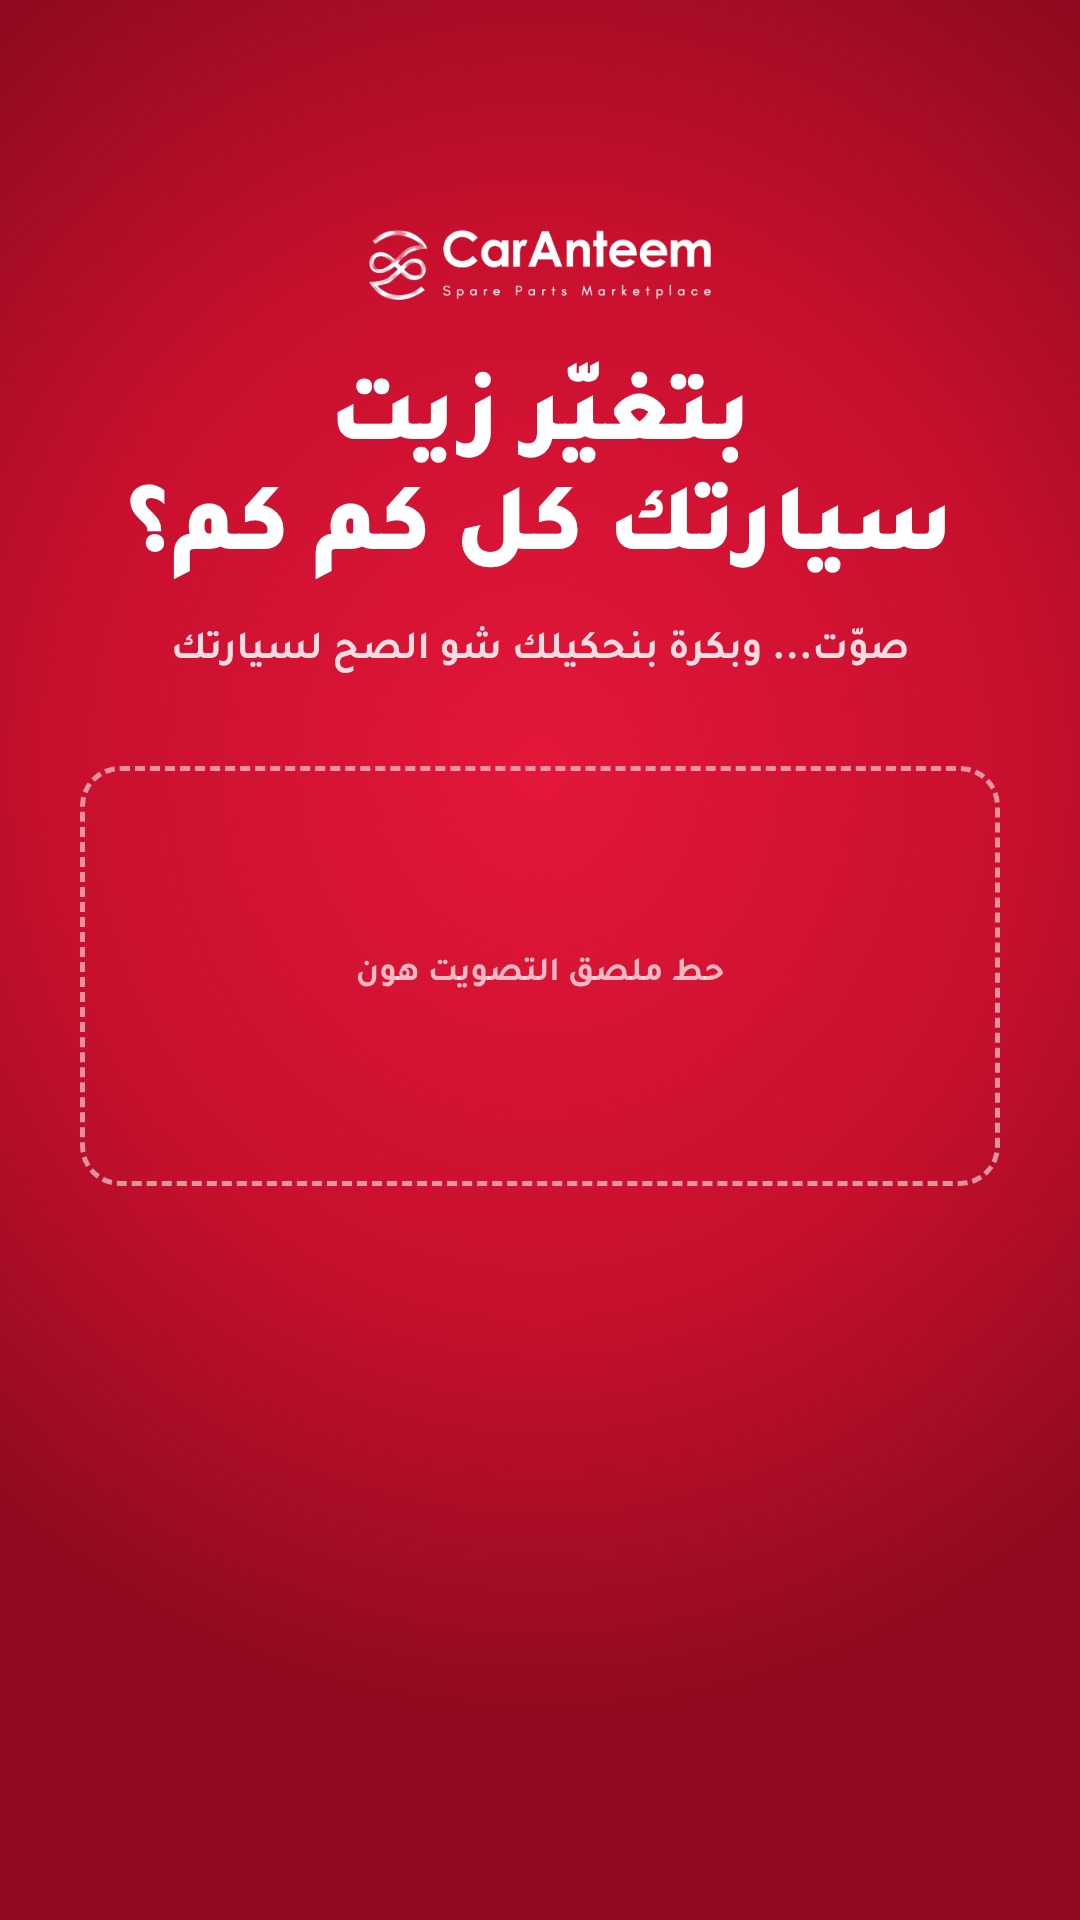 CarAnteem
Spare Parts Marketplace
بتغيّر زيت
سيارتك كل كم كم؟
صوّت... وبكرة بنحكيلك شو الصح لسيارتك
حط ملصق التصويت هون